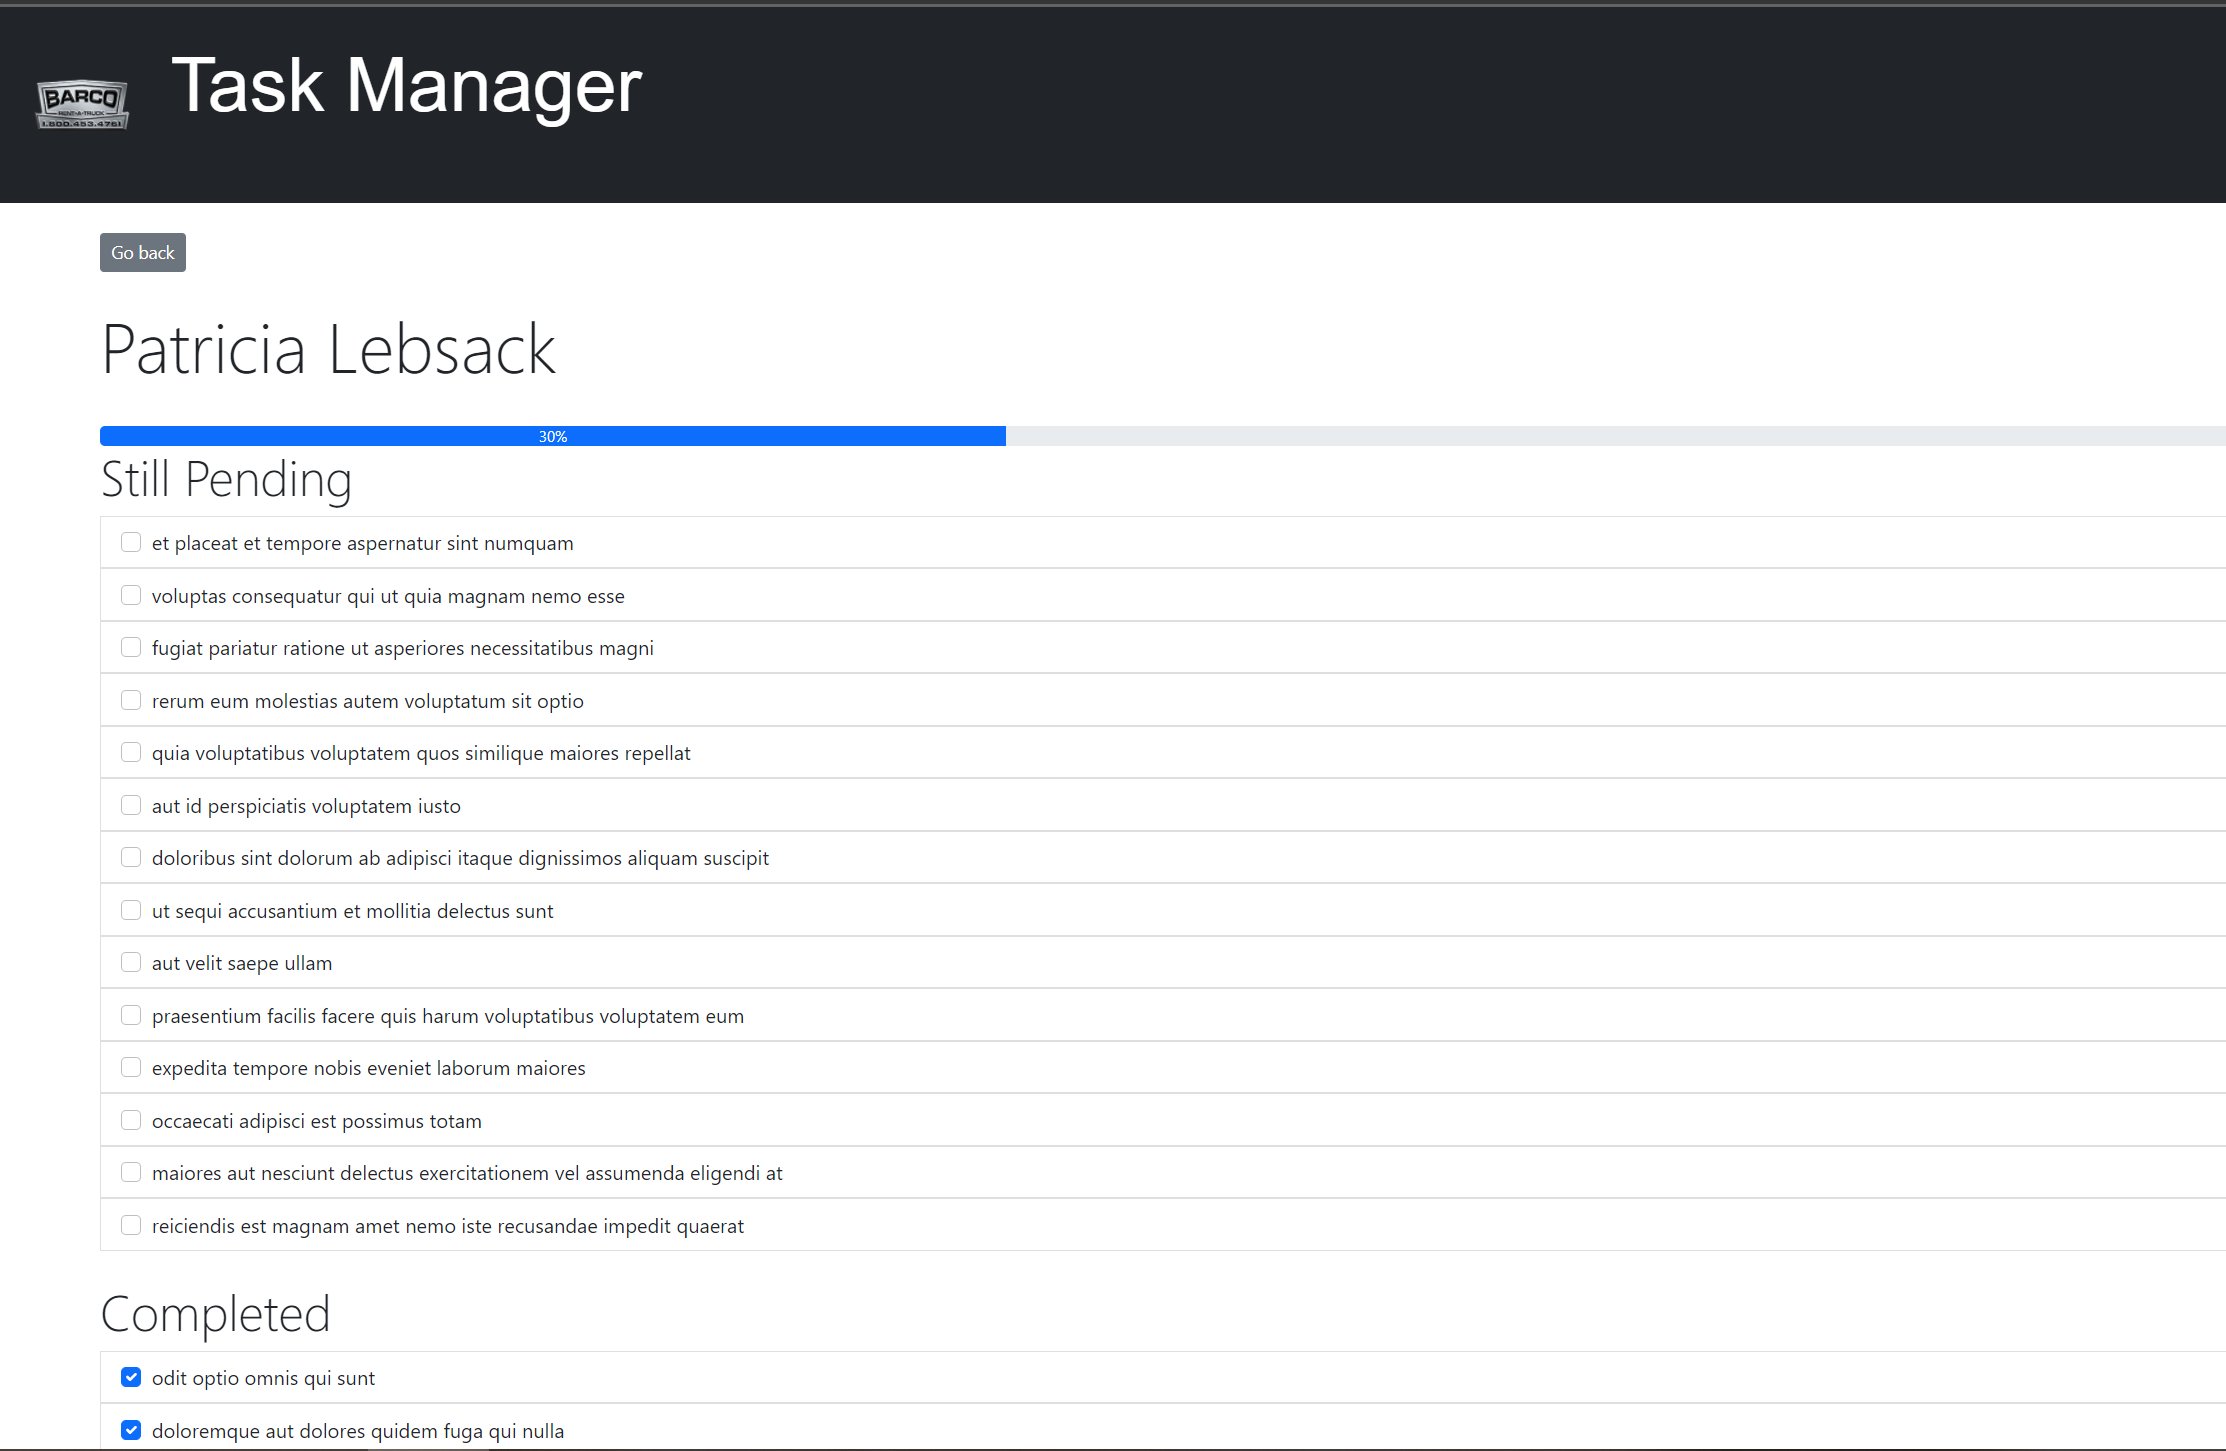 BARCO
RENT-A-TRUCK
1.800.453.4761
Task Manager
Go back
Patricia Lebsack
30%
Still Pending
et placeat et tempore aspernatur sint numquam
voluptas consequatur qui ut quia magnam nemo esse
fugiat pariatur ratione ut asperiores necessitatibus magni
rerum eum molestias autem voluptatum sit optio
quia voluptatibus voluptatem quos similique maiores repellat
aut id perspiciatis voluptatem iusto
doloribus sint dolorum ab adipisci itaque dignissimos aliquam suscipit
ut sequi accusantium et mollitia delectus sunt
aut velit saepe ullam
praesentium facilis facere quis harum voluptatibus voluptatem eum
expedita tempore nobis eveniet laborum maiores
occaecati adipisci est possimus totam
maiores aut nesciunt delectus exercitationem vel assumenda eligendi at
reiciendis est magnam amet nemo iste recusandae impedit quaerat
Completed
odit optio omnis qui sunt
doloremque aut dolores quidem fuga qui nulla